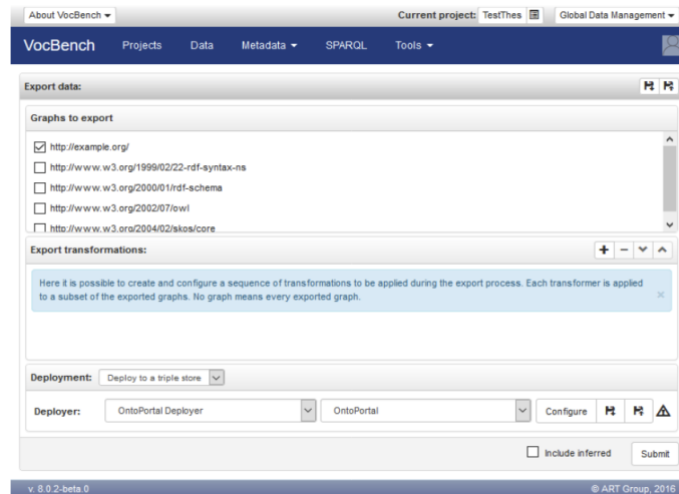 About VocBench
Current project: TestThes
Global Data Management
VocBench Projects Data Metadata SPARQL Tools
Export data:
Graphs to export
http://example.org/
http://www.w3.org/1999/02/22-rdf-syntax-ns
http://www.w3.org/2000/01/rdf-schema
http://www.w3.org/2002/07/owl
http://www.w3.org/2004/02/skos/core
Export transformations:
Here it is possible to create and configure a sequence of transformations to be applied during the export process. Each transformer is applied
to a subset of the exported graphs. No graph means every exported graph.
Deployment: Deploy to a triple store
Deployer: OntoPortal Deployer OntoPortal Configure
Include inferred Submit
v. 8.0.2-beta.0 © ART Group, 2016